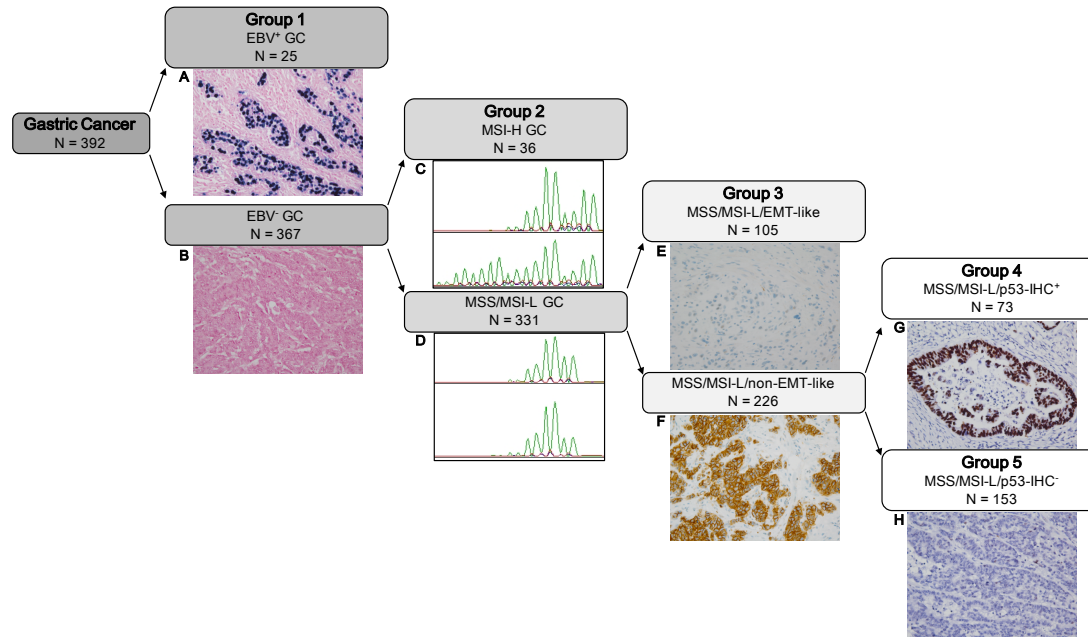 Group 1
EBV⁺ GC
N = 25
A
Gastric Cancer
N = 392
Group 2
MSI-H GC
N = 36
C
EBV⁻ GC
N = 367
B
Group 3
MSS/MSI-L/EMT-like
N = 105
E
MSS/MSI-L GC
N = 331
D
Group 4
MSS/MSI-L/p53-IHC⁺
N = 73
G
MSS/MSI-L/non-EMT-like
N = 226
F
Group 5
MSS/MSI-L/p53-IHC⁻
N = 153
H